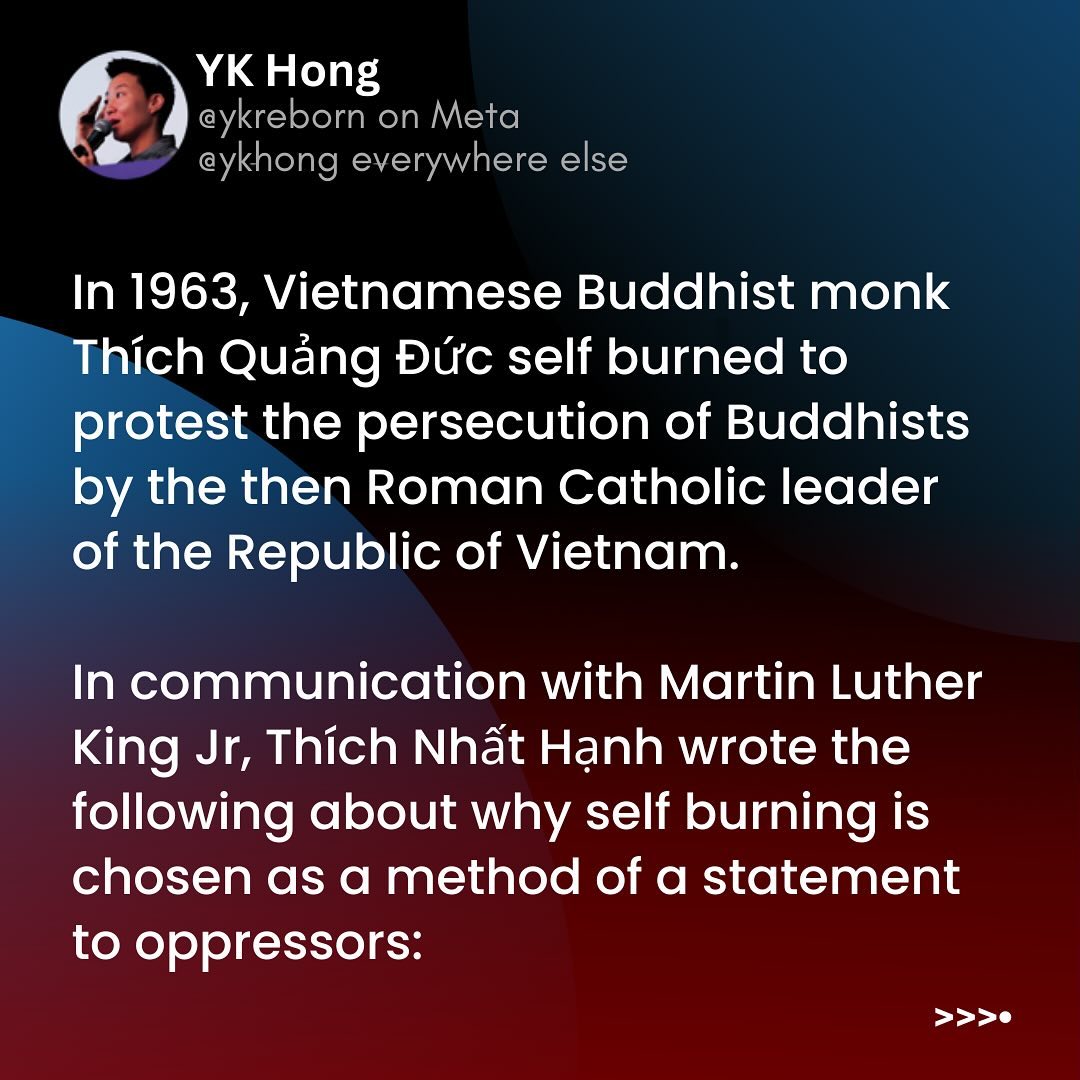 YK Hong
@ykreborn on Meta
@ykhong everywhere else
In 1963, Vietnamese Buddhist monk
Thích Quảng Đức self burned to
protest the persecution of Buddhists
by the then Roman Catholic leader
of the Republic of Vietnam.
In communication with Martin Luther
King Jr, Thích Nhất Hạnh wrote the
following about why self burning is
chosen as a method of a statement
to oppressors:
>>>•